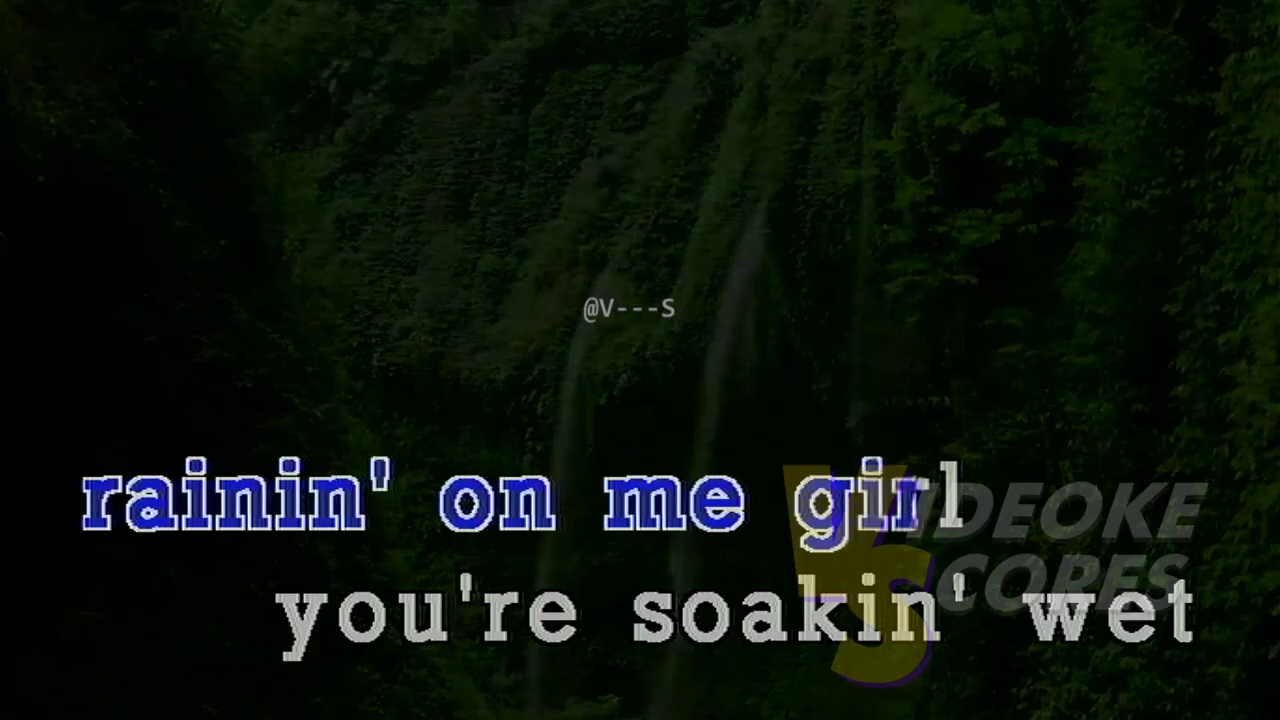 @V---S
rainin' on me girl
VIDEOKE
SCORES
you're soakin' wet